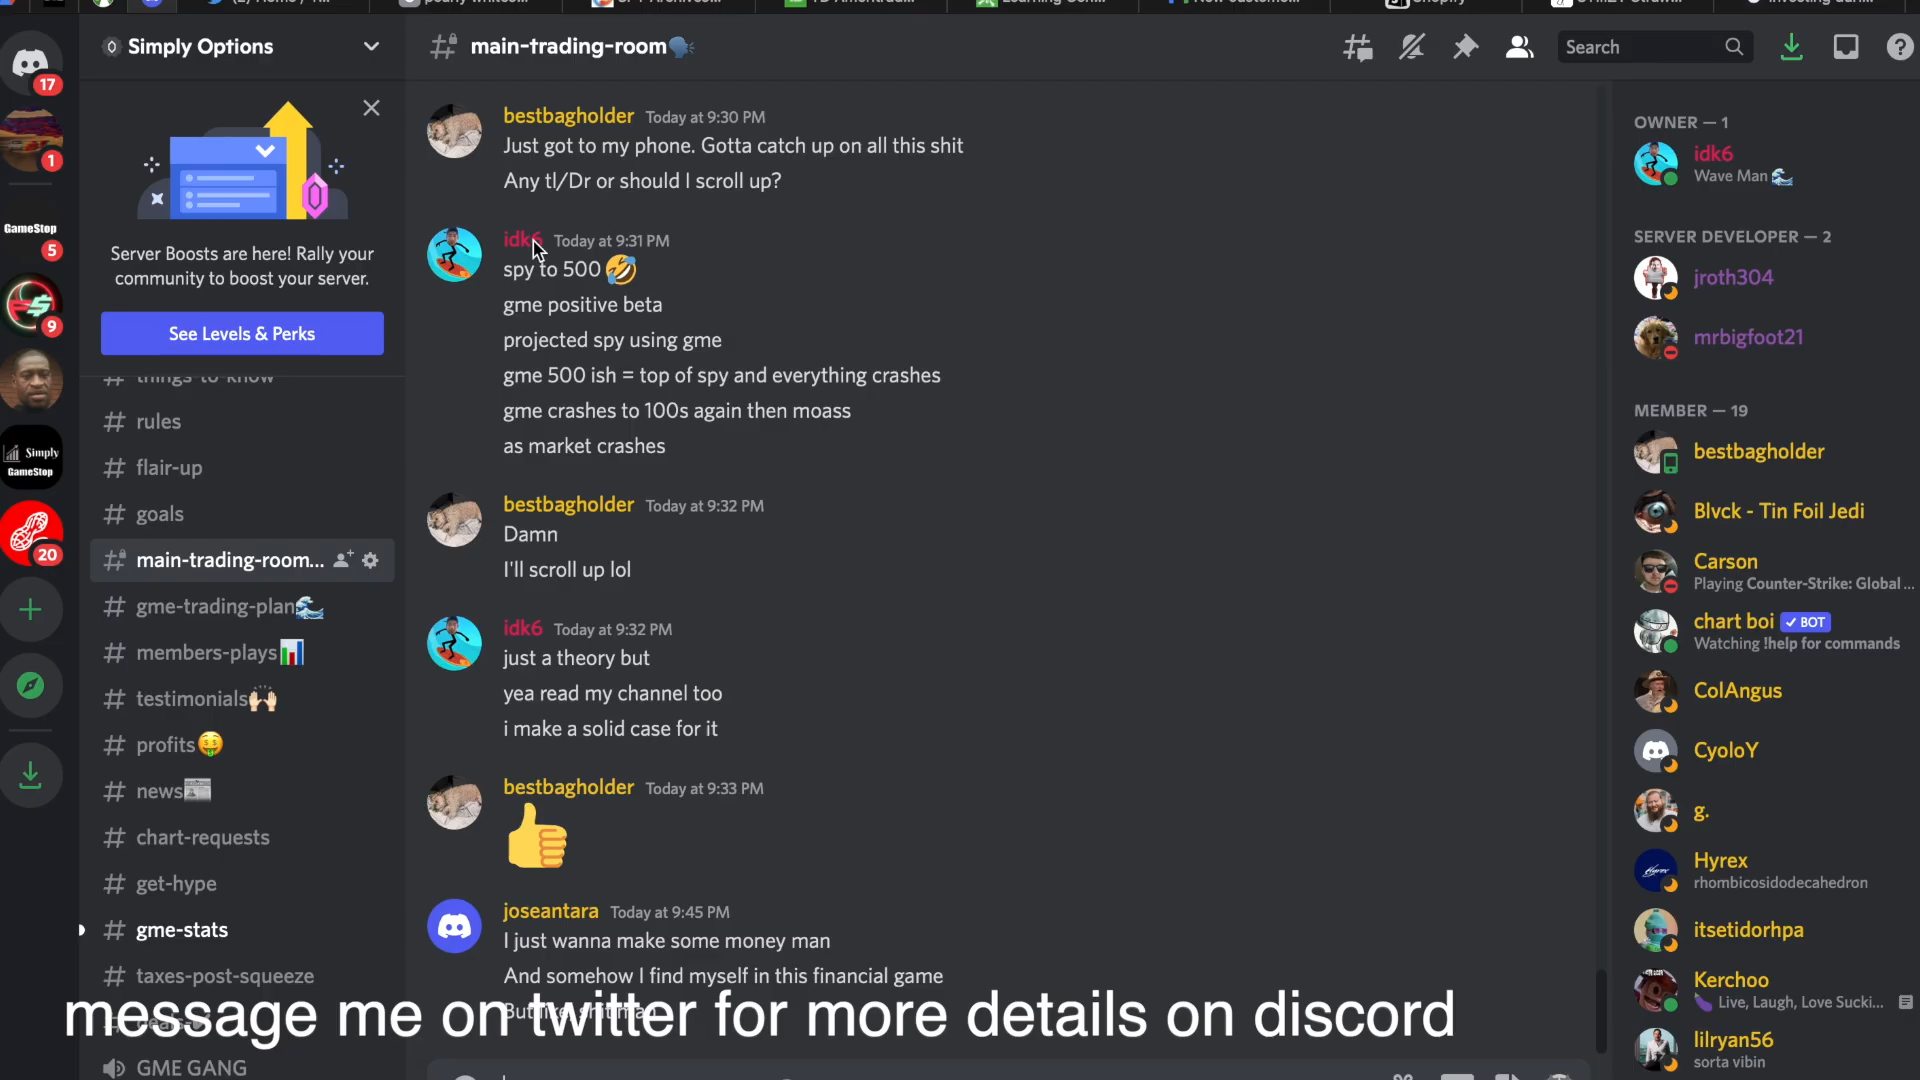 Simply Options
main-trading-room
Search
17
1
GameStop
5
9
Simply
GameStop
20
Server Boosts are here! Rally your
community to boost your server.
See Levels & Perks
things-to-know
rules
flair-up
goals
main-trading-room...
gme-trading-plan
members-plays
testimonials
profits
news
chart-requests
get-hype
gme-stats
taxes-post-squeeze
GME GANG
bestbagholder Today at 9:30 PM
Just got to my phone. Gotta catch up on all this shit
Any tl/Dr or should I scroll up?
idk6 Today at 9:31 PM
spy to 500
gme positive beta
projected spy using gme
gme 500 ish = top of spy and everything crashes
gme crashes to 100s again then moass
as market crashes
bestbagholder Today at 9:32 PM
Damn
I'll scroll up lol
idk6 Today at 9:32 PM
just a theory but
yea read my channel too
i make a solid case for it
bestbagholder Today at 9:33 PM
joseantara Today at 9:45 PM
I just wanna make some money man
And somehow I find myself in this financial game
message me on twitter for more details on discord
OWNER — 1
idk6
Wave Man
SERVER DEVELOPER — 2
jroth304
mrbigfoot21
MEMBER — 19
bestbagholder
Blvck - Tin Foil Jedi
Carson
Playing Counter-Strike: Global ...
chart boi BOT
Watching !help for commands
ColAngus
CyoloY
g.
Hyrex
rhombicosidodecahedron
itsetidorhpa
Kerchoo
Live, Laugh, Love Sucki...
lilryan56
sorta vibin